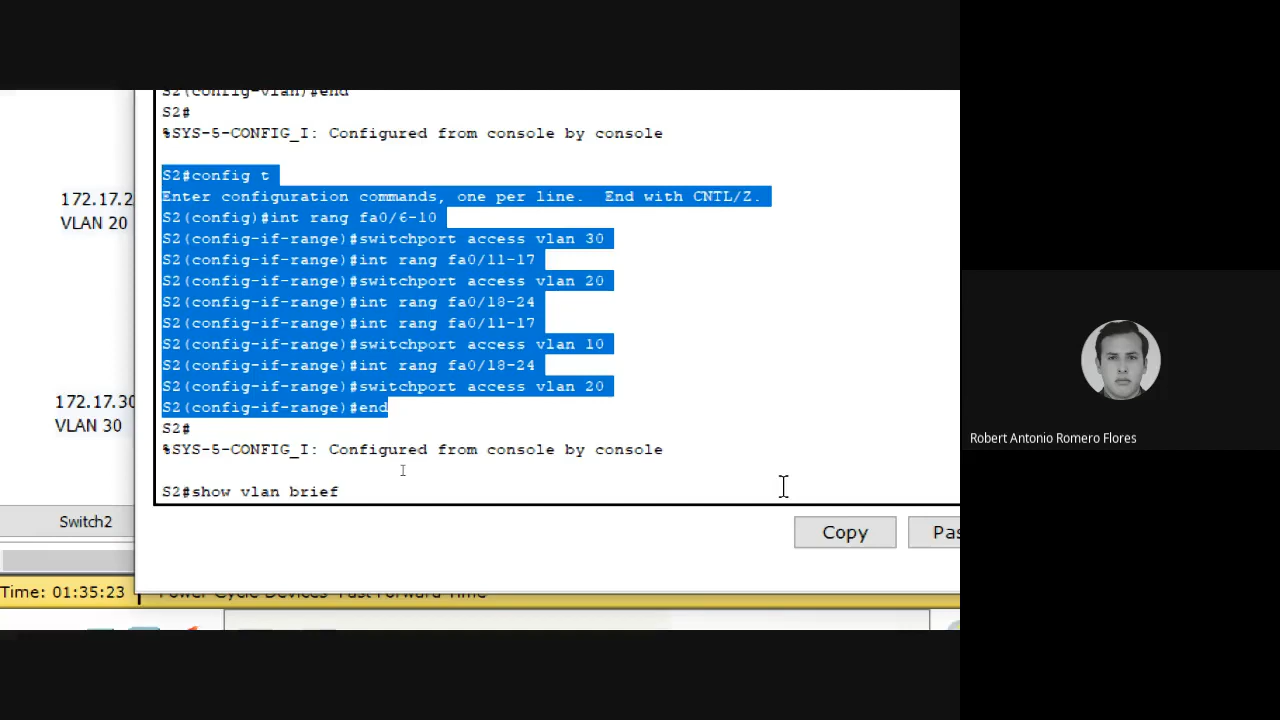 S2(config-vlan)#end
S2#
%SYS-5-CONFIG_I: Configured from console by console
S2#config t
Enter configuration commands, one per line.  End with CNTL/Z.
S2(config)#int rang fa0/6-10
S2(config-if-range)#switchport access vlan 30
S2(config-if-range)#int rang fa0/11-17
S2(config-if-range)#switchport access vlan 20
S2(config-if-range)#int rang fa0/18-24
S2(config-if-range)#int rang fa0/11-17
S2(config-if-range)#switchport access vlan 10
S2(config-if-range)#int rang fa0/18-24
S2(config-if-range)#switchport access vlan 20
S2(config-if-range)#end
S2#
%SYS-5-CONFIG_I: Configured from console by console
S2#show vlan brief
172.17.2
VLAN 20
172.17.30
VLAN 30
Switch2
Copy
Pas
Time: 01:35:23
Power Cycle Devices Fast Forward Time
Robert Antonio Romero Flores